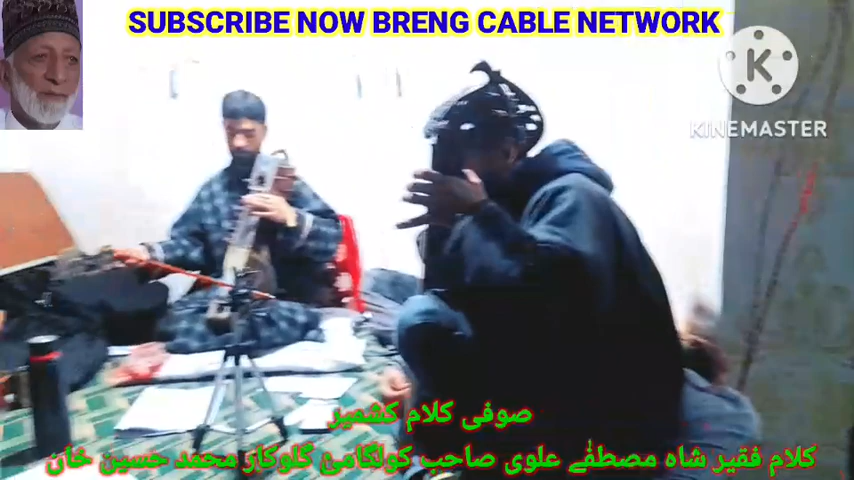 SUBSCRIBE NOW BRENG CABLE NETWORK
KINEMASTER
صوفی کلام کشمیر
کلام فقیر شاہ مصطفٰے علوی صاحب کولگامیؒ گلوکار محمد حسین خان